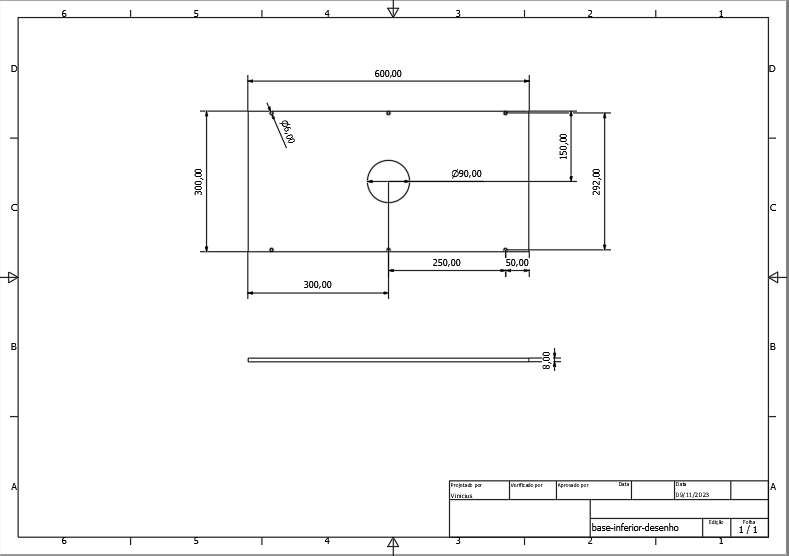 6 5 4 3 2 1
D D
600,00
Ø6,00
150,00
Ø90,00
300,00
292,00
C C
250,00 50,00
300,00
B B
8,00
A A
Projetado por Verificado por Aprovado por Data Data
Vinicius 09/11/2023
Edição Folha
base-inferior-desenho 1 / 1
6 5 4 3 2 1